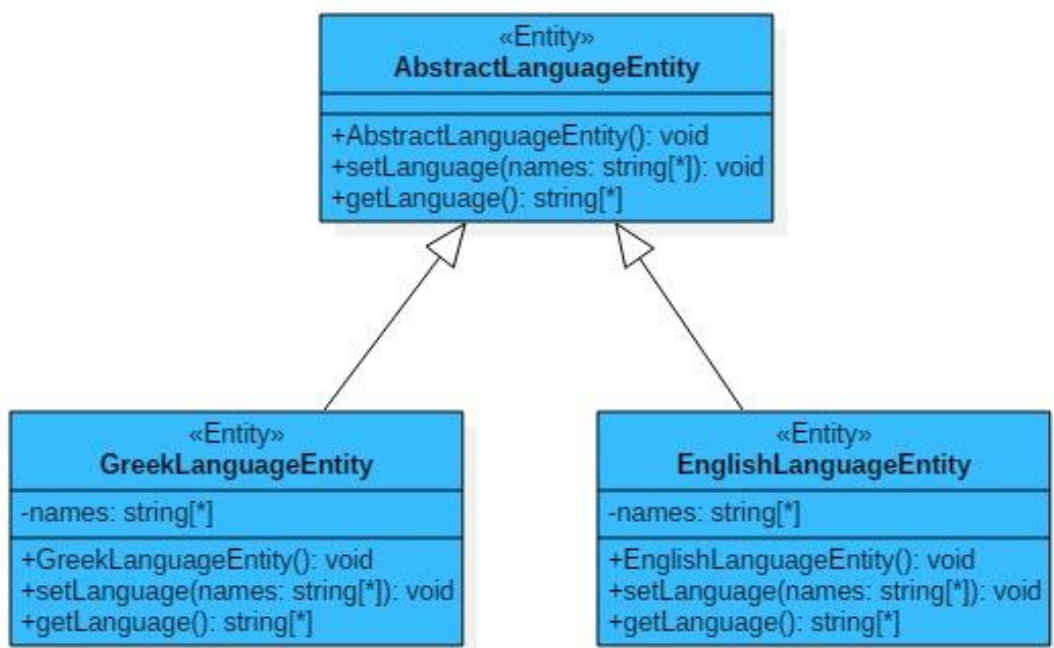 «Entity»
AbstractLanguageEntity
+AbstractLanguageEntity(): void
+setLanguage(names: string[*]): void
+getLanguage(): string[*]
«Entity»
GreekLanguageEntity
-names: string[*]
+GreekLanguageEntity(): void
+setLanguage(names: string[*]): void
+getLanguage(): string[*]
«Entity»
EnglishLanguageEntity
-names: string[*]
+EnglishLanguageEntity(): void
+setLanguage(names: string[*]): void
+getLanguage(): string[*]